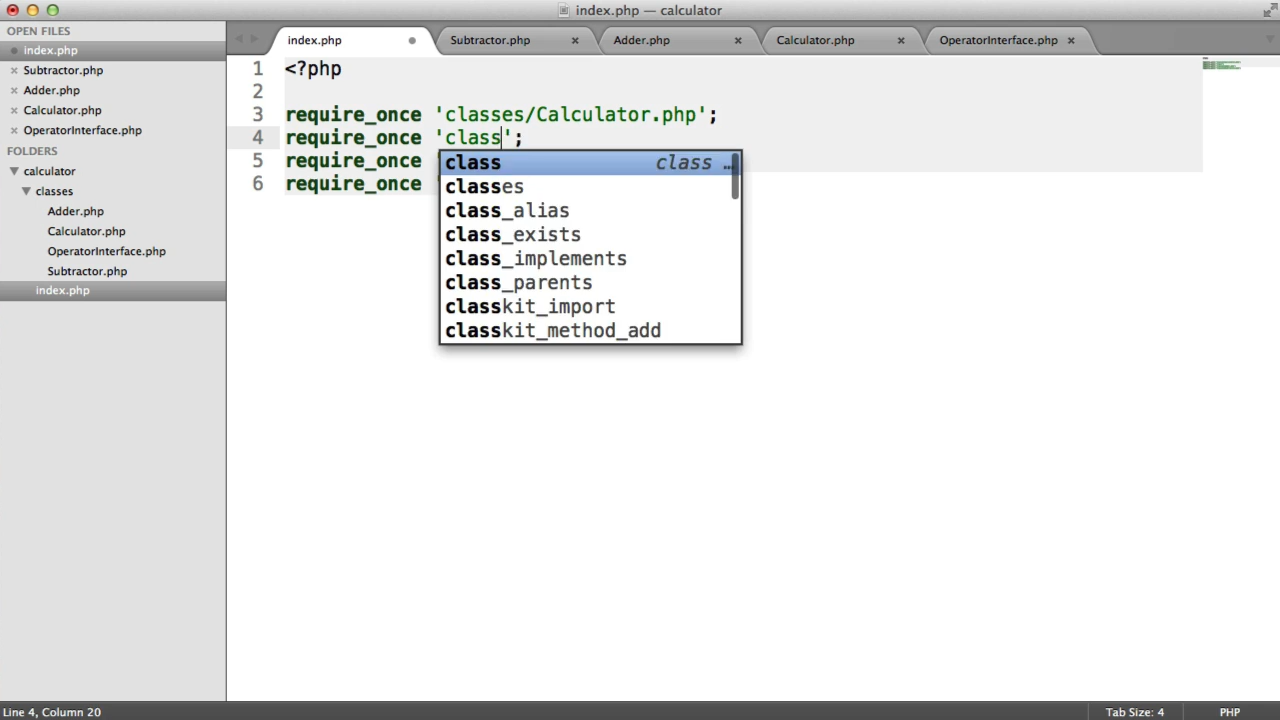 index.php — calculator
OPEN FILES
index.php
Subtractor.php
Adder.php
Calculator.php
OperatorInterface.php
FOLDERS
calculator
classes
Adder.php
Calculator.php
OperatorInterface.php
Subtractor.php
index.php
index.php
Subtractor.php
Adder.php
Calculator.php
OperatorInterface.php
1 <?php
2
3 require_once 'classes/Calculator.php';
4 require_once 'class';
5 require_once
6 require_once
class class …
classes
class_alias
class_exists
class_implements
class_parents
classkit_import
classkit_method_add
Line 4, Column 20
Tab Size: 4
PHP